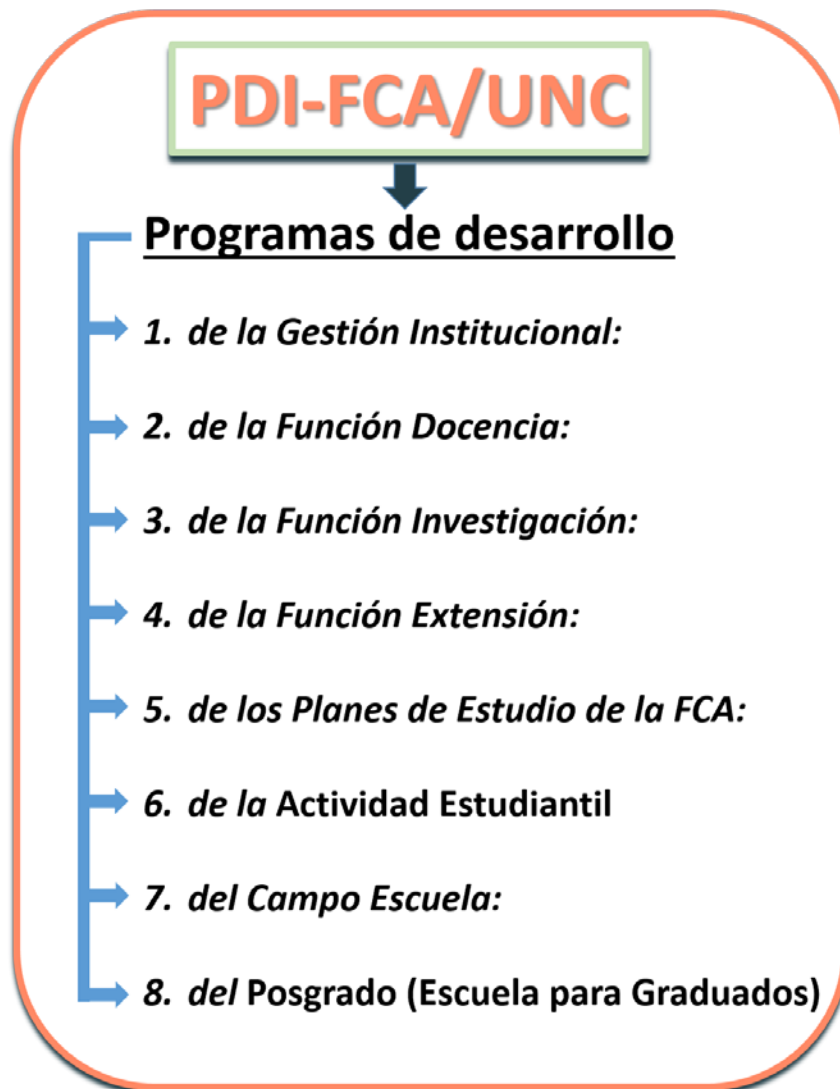 PDI-FCA/UNC
Programas de desarrollo
1. de la Gestión Institucional:
2. de la Función Docencia:
3. de la Función Investigación:
4. de la Función Extensión:
5. de los Planes de Estudio de la FCA:
6. de la Actividad Estudiantil
7. del Campo Escuela:
8. del Posgrado (Escuela para Graduados)